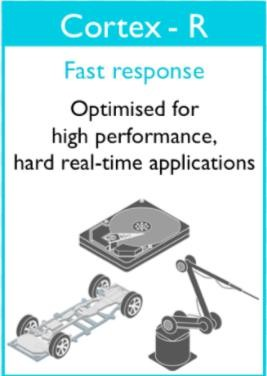 Cortex - R
Fast response
Optimised for
high performance,
hard real-time applications